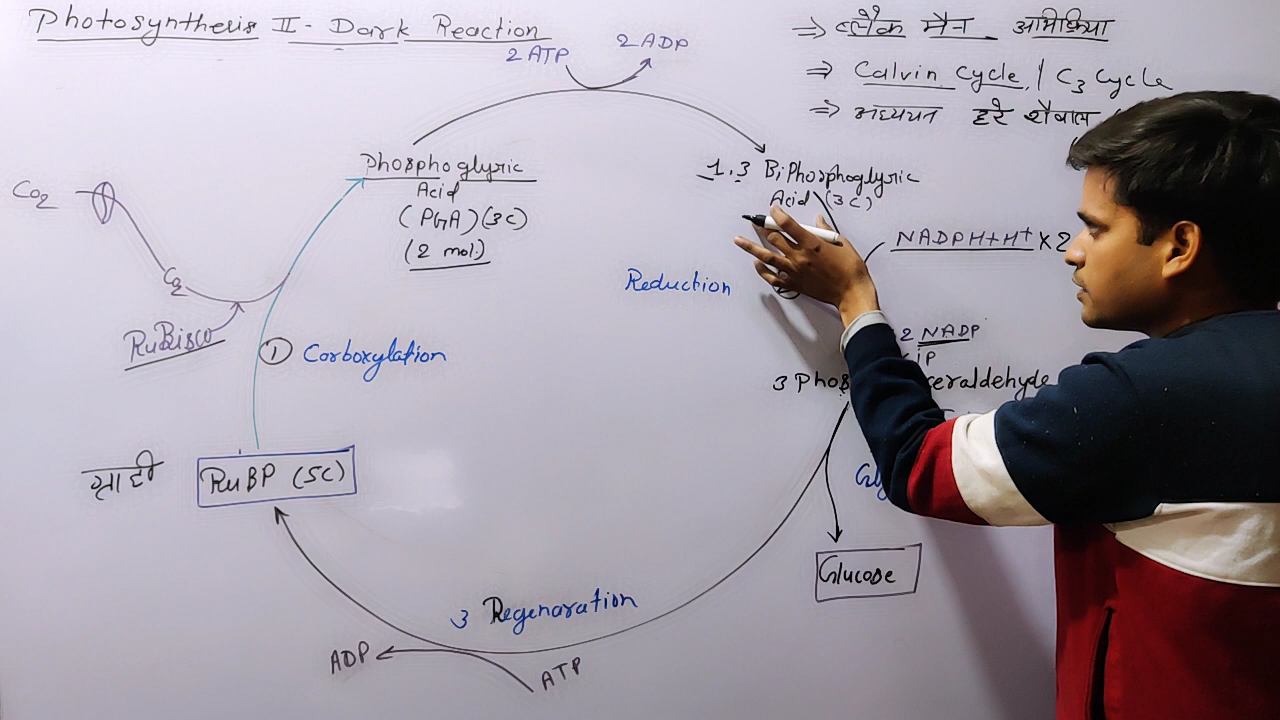 Photosynthesis II - Dark Reaction
⇒ ब्लैक मैन अभिक्रिया
⇒ Calvin Cycle / C3 Cycle
⇒ अध्ययन हरे शैवाल
2 ATP 2 ADP
CO2
Phosphoglyric
Acid
(PGA) (3C)
(2 mol)
1.3 BiPhosphoglyric
Acid (3C)
NADPH+H+ X 2
Reduction
C2
RuBisco
① Corboxylation
2 NADP
iP
3 Phos ceraldehyde
ग्राही
RuBP (5C)
Glucose
3 Regenaration
ADP
ATP